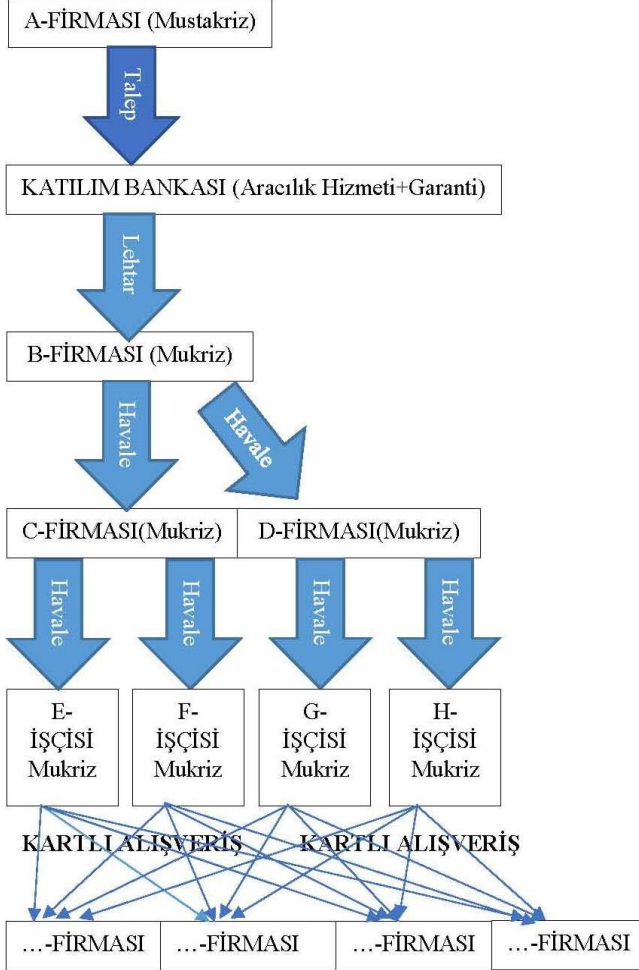 A-FİRMASI (Mustakriz)
Talep
KATILIM BANKASI (Aracılık Hizmeti+Garanti)
Lehtar
B-FİRMASI (Mukriz)
Havale
Havale
C-FİRMASI(Mukriz)
D-FİRMASI(Mukriz)
Havale
Havale
Havale
Havale
E-
İŞÇİSİ
Mukriz
F-
İŞÇİSİ
Mukriz
G-
İŞÇİSİ
Mukriz
H-
İŞÇİSİ
Mukriz
KARTLI ALIŞVERİŞ
KARTLI ALIŞVERİŞ
…-FİRMASI
…-FİRMASI
…-FİRMASI
…-FİRMASI